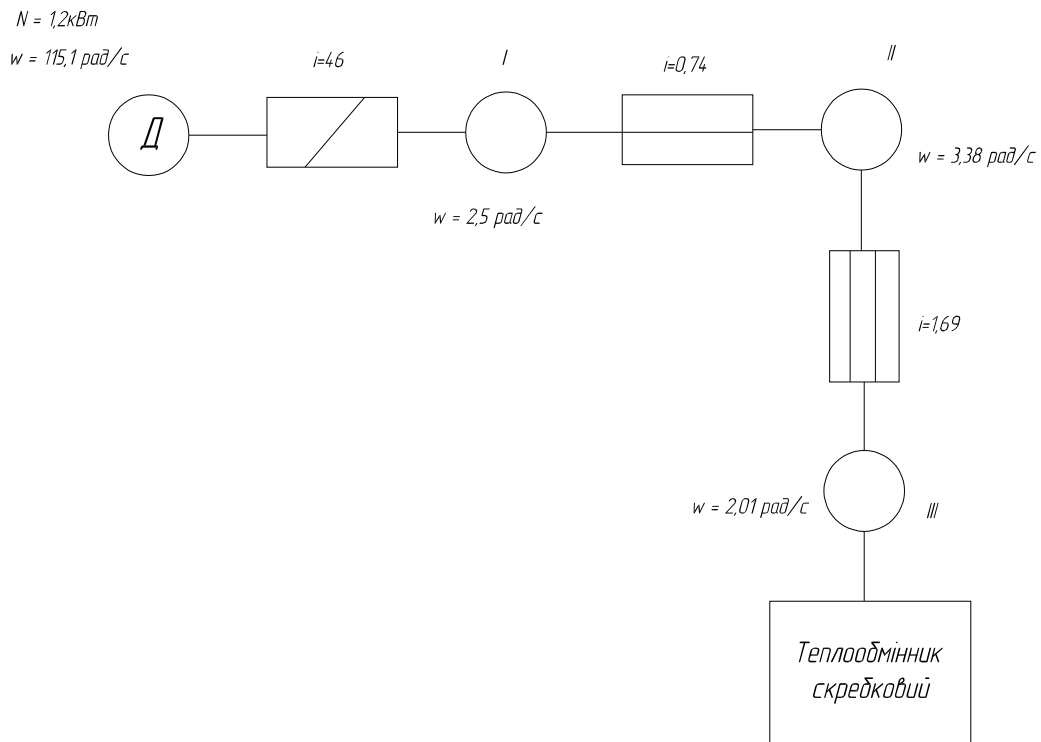 N = 1,2кВт
w = 115,1 рад/с
i=46
I
i=0,74
II
Д
w = 3,38 рад/с
w = 2,5 рад/с
i=1,69
w = 2,01 рад/с
III
Теплообмінник
скребковий